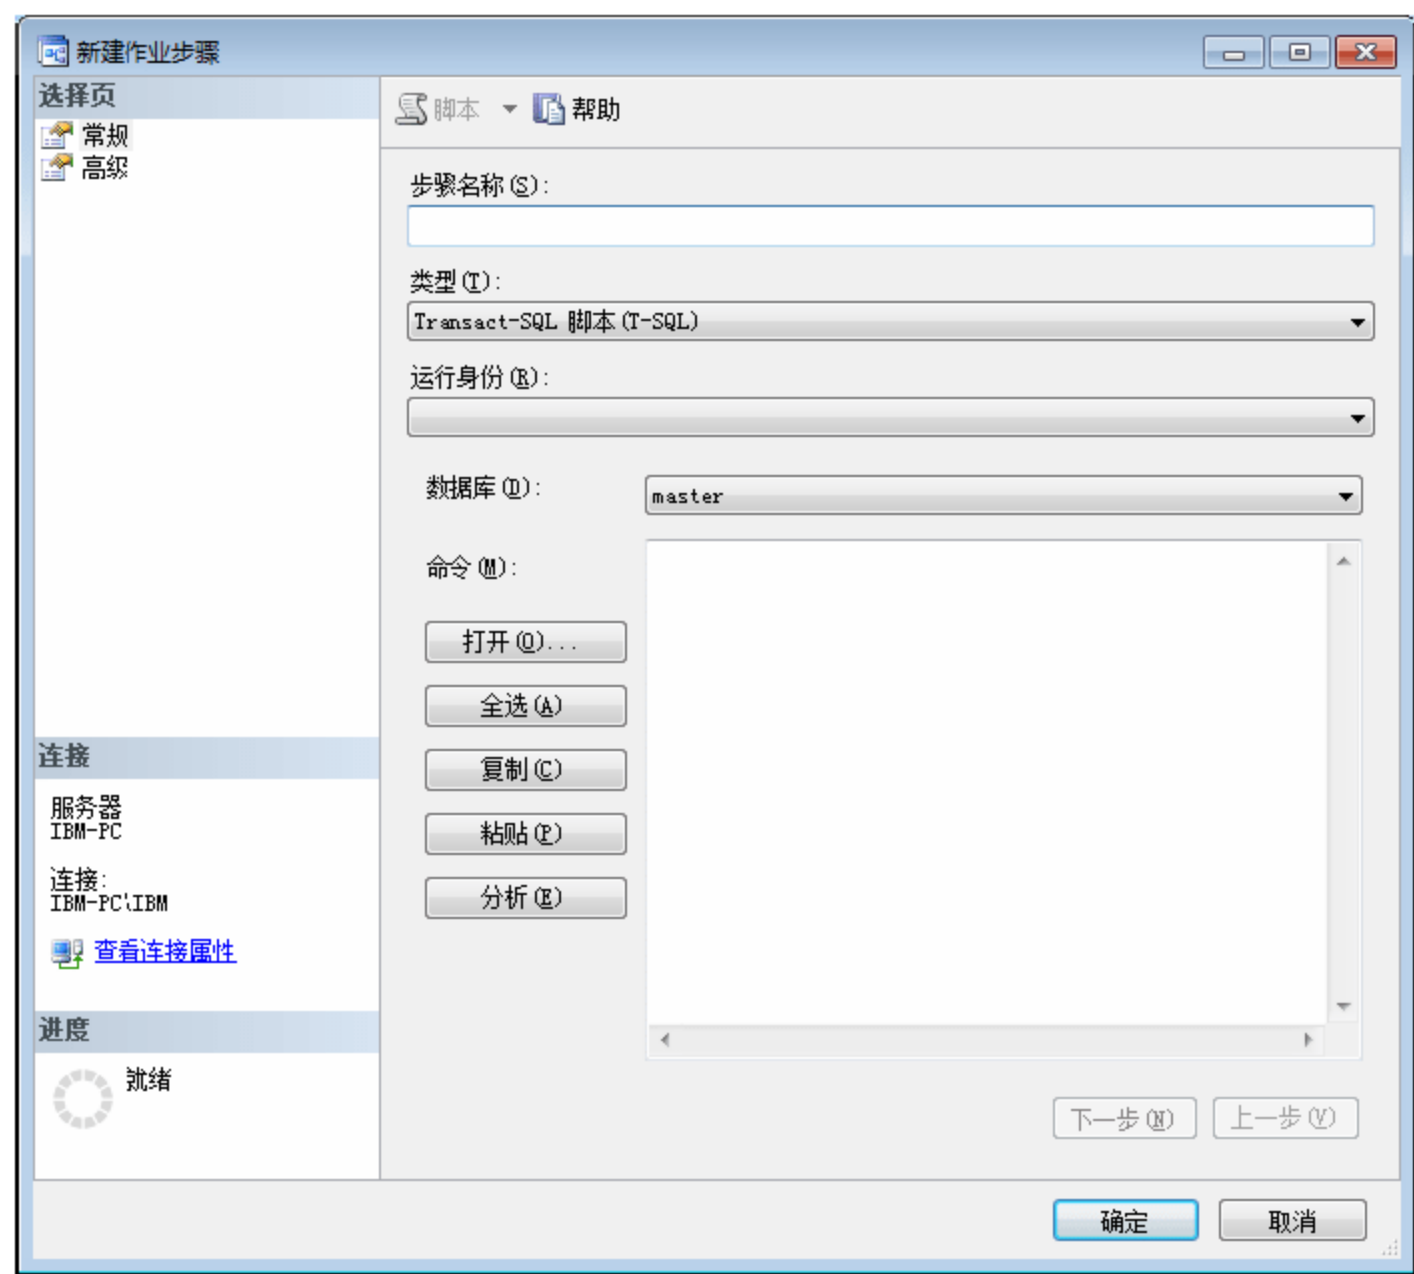 新建作业步骤
选择页
常规
高级
脚本 帮助
步骤名称(S):
类型(T):
Transact-SQL 脚本(T-SQL)
运行身份(R):
数据库(D):
master
命令(M):
打开(O)...
全选(A)
复制(C)
粘贴(P)
分析(E)
连接
服务器
IBM-PC
连接:
IBM-PC\IBM
查看连接属性
进度
就绪
下一步(N) 上一步(V)
确定 取消